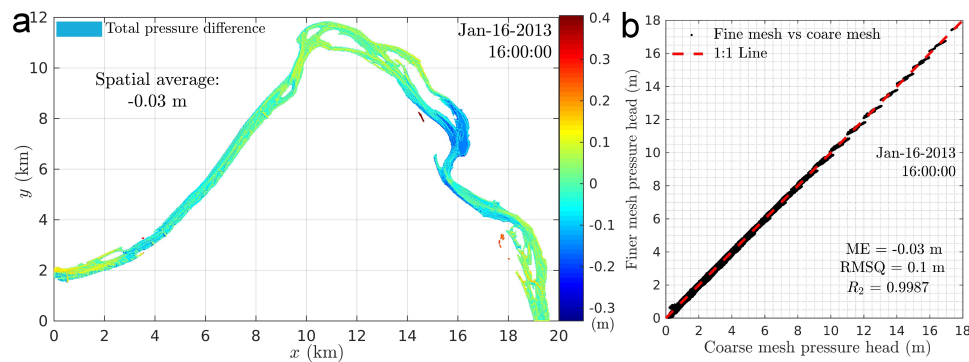 a
Total pressure difference
Jan-16-2013
16:00:00
Spatial average:
-0.03 m
12
10
8
6
4
2
0
y (km)
0 2 4 6 8 10 12 14 16 18 20
x (km)
0.4
0.3
0.2
0.1
0
-0.1
-0.2
-0.3
(m)
b
Fine mesh vs coare mesh
1:1 Line
Jan-16-2013
16:00:00
ME = -0.03 m
RMSQ = 0.1 m
R2 = 0.9987
18
16
14
12
10
8
6
4
2
0
Finer mesh pressure head (m)
0 2 4 6 8 10 12 14 16 18
Coarse mesh pressure head (m)